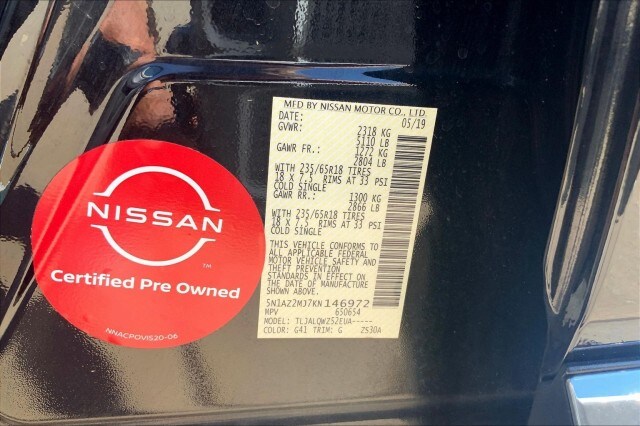 NISSAN
TM
Certified Pre Owned
NNACPOVIS20-06
MFD BY NISSAN MOTOR CO., LTD.
DATE: 05/19
GVWR: 2318 KG
5110 LB
GAWR FR.: 1272 KG
2804 LB
WITH 235/65R18 TIRES
18 X 7.5 RIMS AT 33 PSI
COLD SINGLE
GAWR RR.: 1300 KG
2866 LB
WITH 235/65R18 TIRES
18 X 7.5 RIMS AT 33 PSI
COLD SINGLE
THIS VEHICLE CONFORMS TO
ALL APPLICABLE FEDERAL
MOTOR VEHICLE SAFETY AND
THEFT PREVENTION
STANDARDS IN EFFECT ON
THE DATE OF MANUFACTURE
SHOWN ABOVE.
5N1AZ2MJ7KN146972
MPV 650654
MODEL: TLJALQWZ52EUA-----
COLOR: G41 TRIM: G Z530A